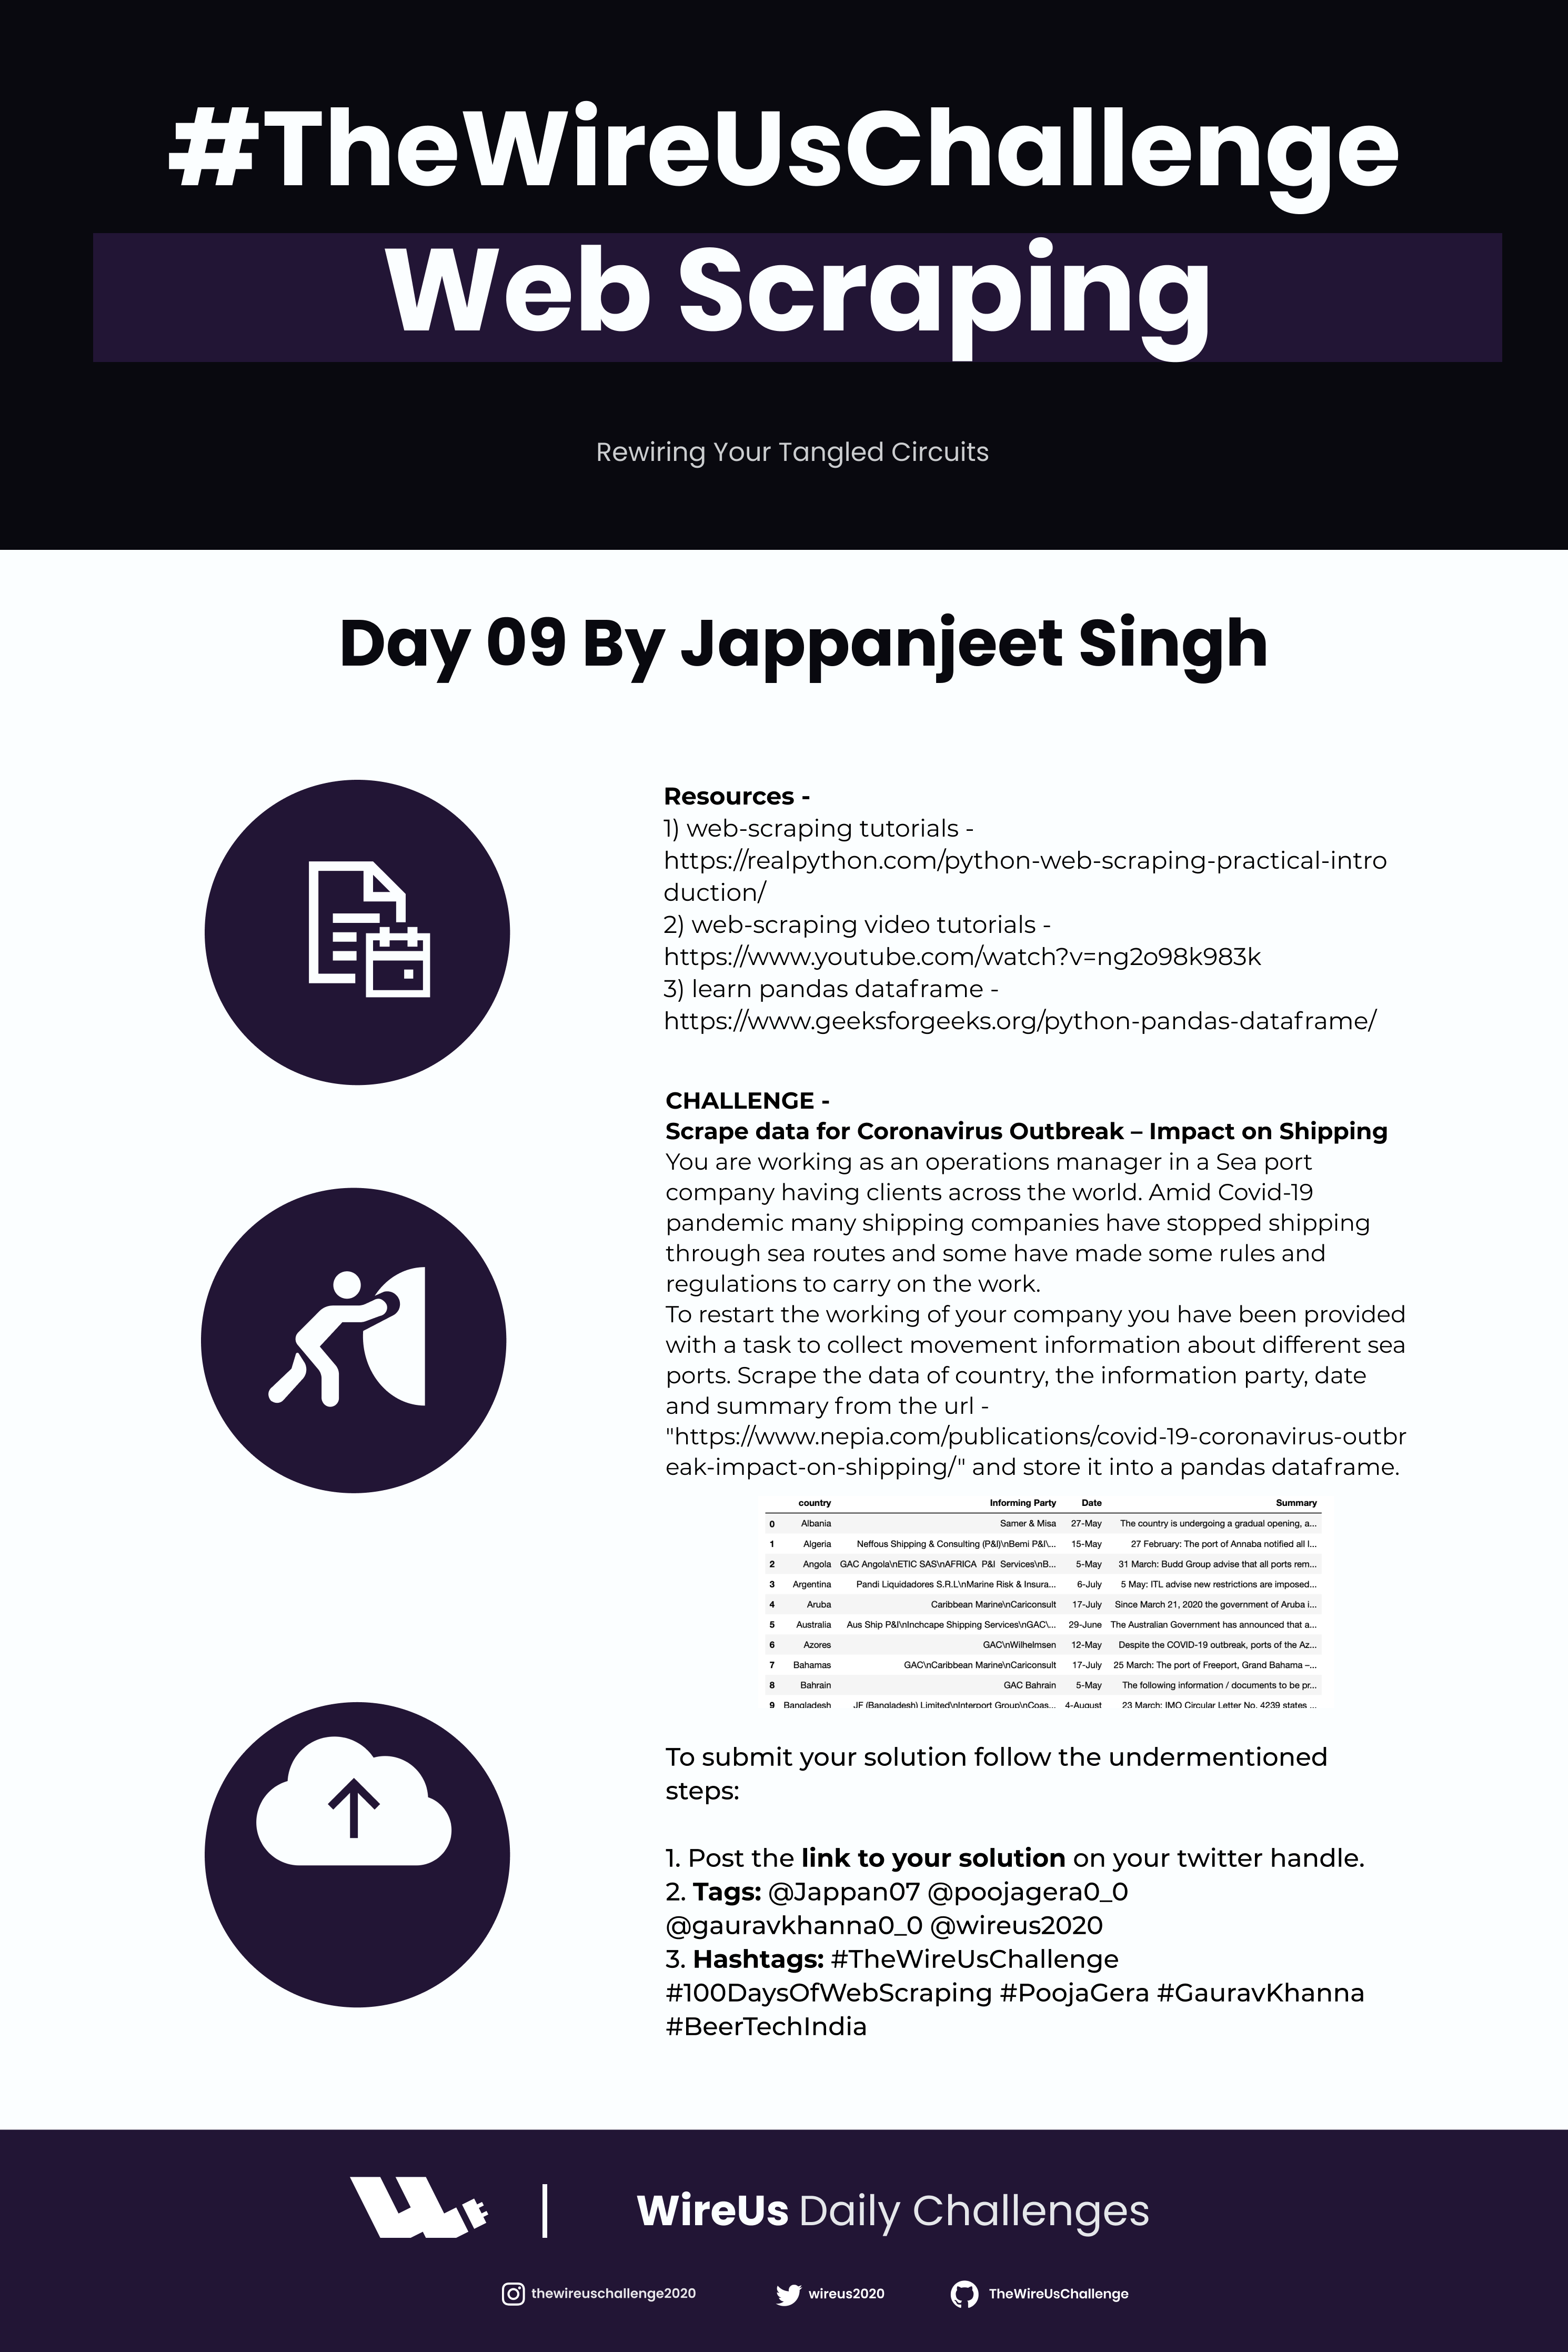 #TheWireUsChallenge
Web Scraping
Rewiring Your Tangled Circuits
Day 09 By Jappanjeet Singh
Resources -
1) web-scraping tutorials -
https://realpython.com/python-web-scraping-practical-intro
duction/
2) web-scraping video tutorials -
https://www.youtube.com/watch?v=ng2o98k983k
3) learn pandas dataframe -
https://www.geeksforgeeks.org/python-pandas-dataframe/
CHALLENGE -
Scrape data for Coronavirus Outbreak – Impact on Shipping
You are working as an operations manager in a Sea port
company having clients across the world. Amid Covid-19
pandemic many shipping companies have stopped shipping
through sea routes and some have made some rules and
regulations to carry on the work.
To restart the working of your company you have been provided
with a task to collect movement information about different sea
ports. Scrape the data of country, the information party, date
and summary from the url -
"https://www.nepia.com/publications/covid-19-coronavirus-outbr
eak-impact-on-shipping/" and store it into a pandas dataframe.
country Informing Party Date Summary
0 Albania Samer & Misa 27-May The country is undergoing a gradual opening, a...
1 Algeria Neffous Shipping & Consulting (P&I)\nBemi P&I\... 15-May 27 February: The port of Annaba notified all l...
2 Angola GAC Angola\nETIC SAS\nAFRICA P&I Services\nB... 5-May 31 March: Budd Group advise that all ports rem...
3 Argentina Pandi Liquidadores S.R.L\nMarine Risk & Insura... 6-July 5 May: ITL advise new restrictions are imposed...
4 Aruba Caribbean Marine\nCariconsult 17-July Since March 21, 2020 the government of Aruba i...
5 Australia Aus Ship P&I\nInchcape Shipping Services\nGAC\... 29-June The Australian Government has announced that a...
6 Azores GAC\nWilhelmsen 12-May Despite the COVID-19 outbreak, ports of the Az...
7 Bahamas GAC\nCaribbean Marine\nCariconsult 17-July 25 March: The port of Freeport, Grand Bahama –...
8 Bahrain GAC Bahrain 5-May The following information / documents to be pr...
9 Bangladesh JF (Bangladesh) Limited\nInterport Group\nCoas... 4-August 23 March: IMO Circular Letter No. 4239 states ...
To submit your solution follow the undermentioned
steps:
1. Post the link to your solution on your twitter handle.
2. Tags: @Jappan07 @poojagera0_0
@gauravkhanna0_0 @wireus2020
3. Hashtags: #TheWireUsChallenge
#100DaysOfWebScraping #PoojaGera #GauravKhanna
#BeerTechIndia
WireUs Daily Challenges
thewireuschallenge2020 wireus2020 TheWireUsChallenge